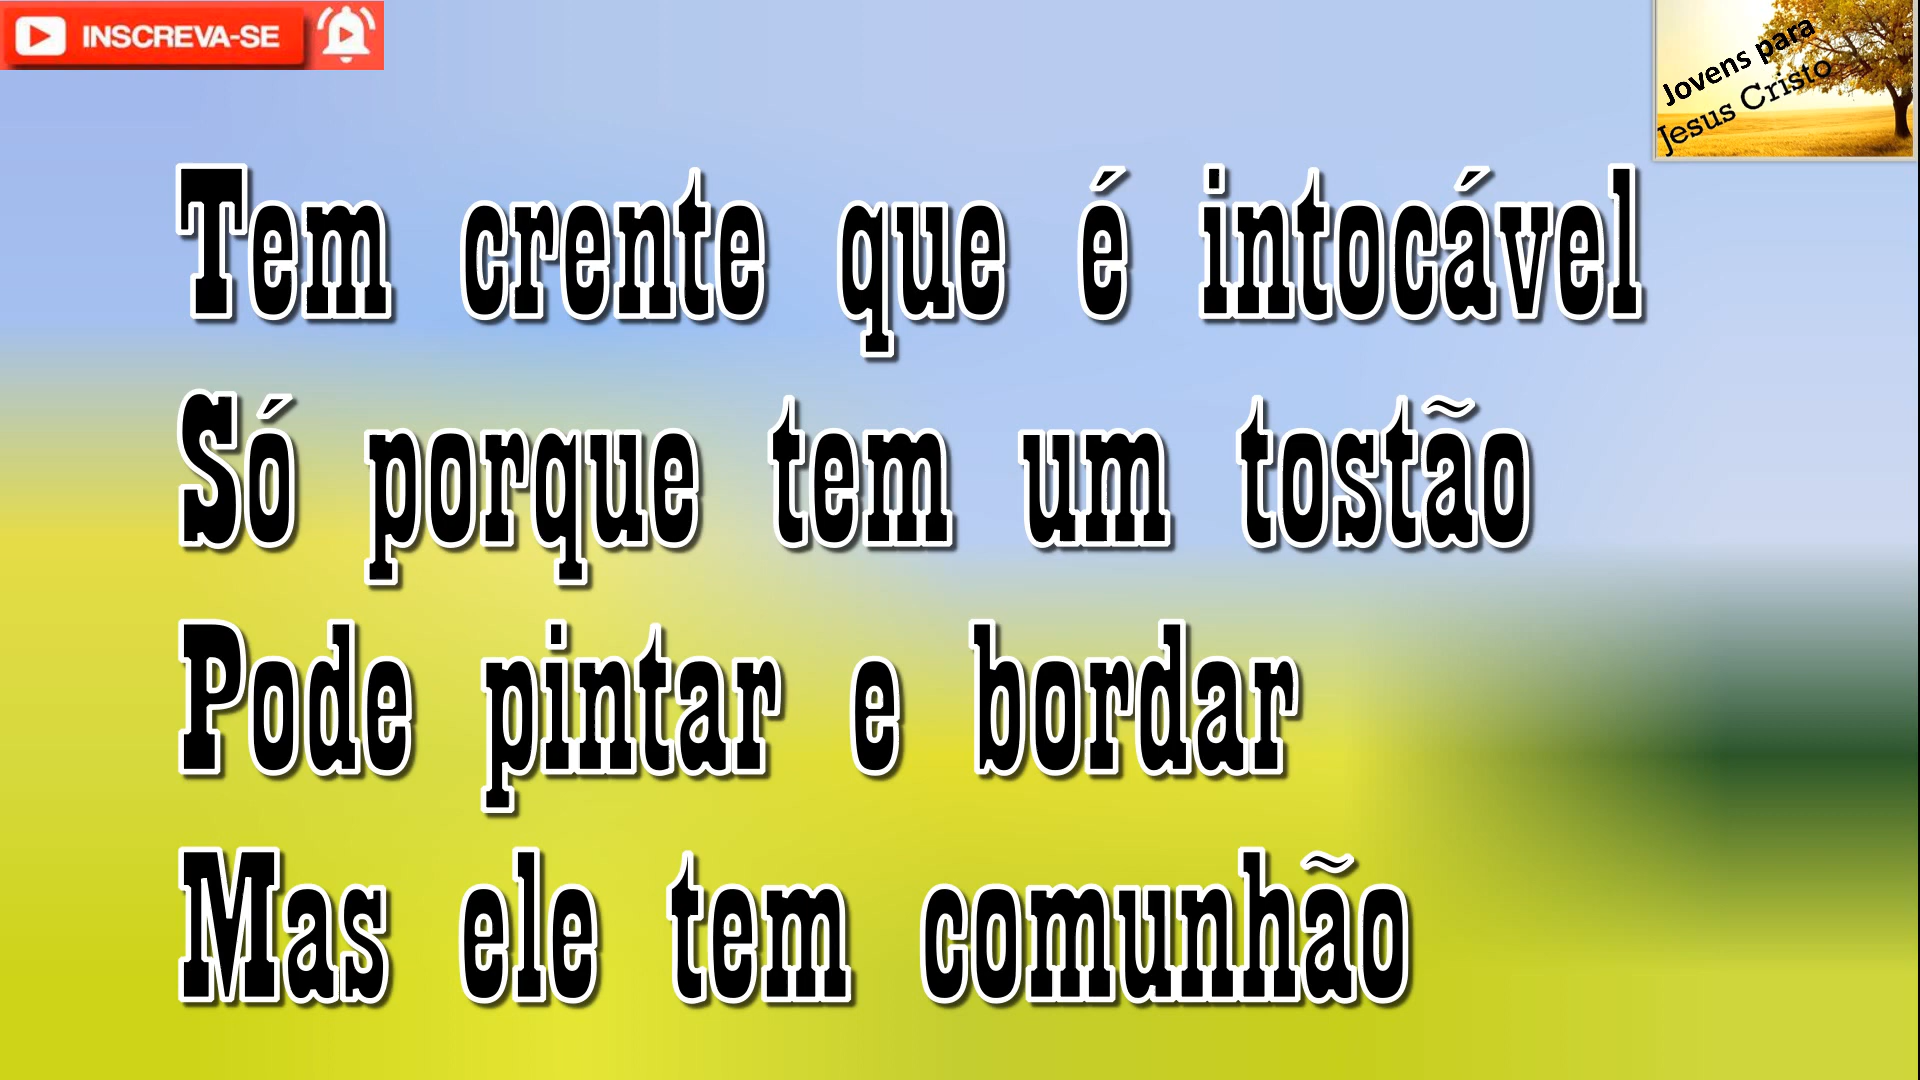 INSCREVA-SE
Jovens para
Jesus Cristo
Tem crente que é intocável
Só porque tem um tostão
Pode pintar e bordar
Mas ele tem comunhão